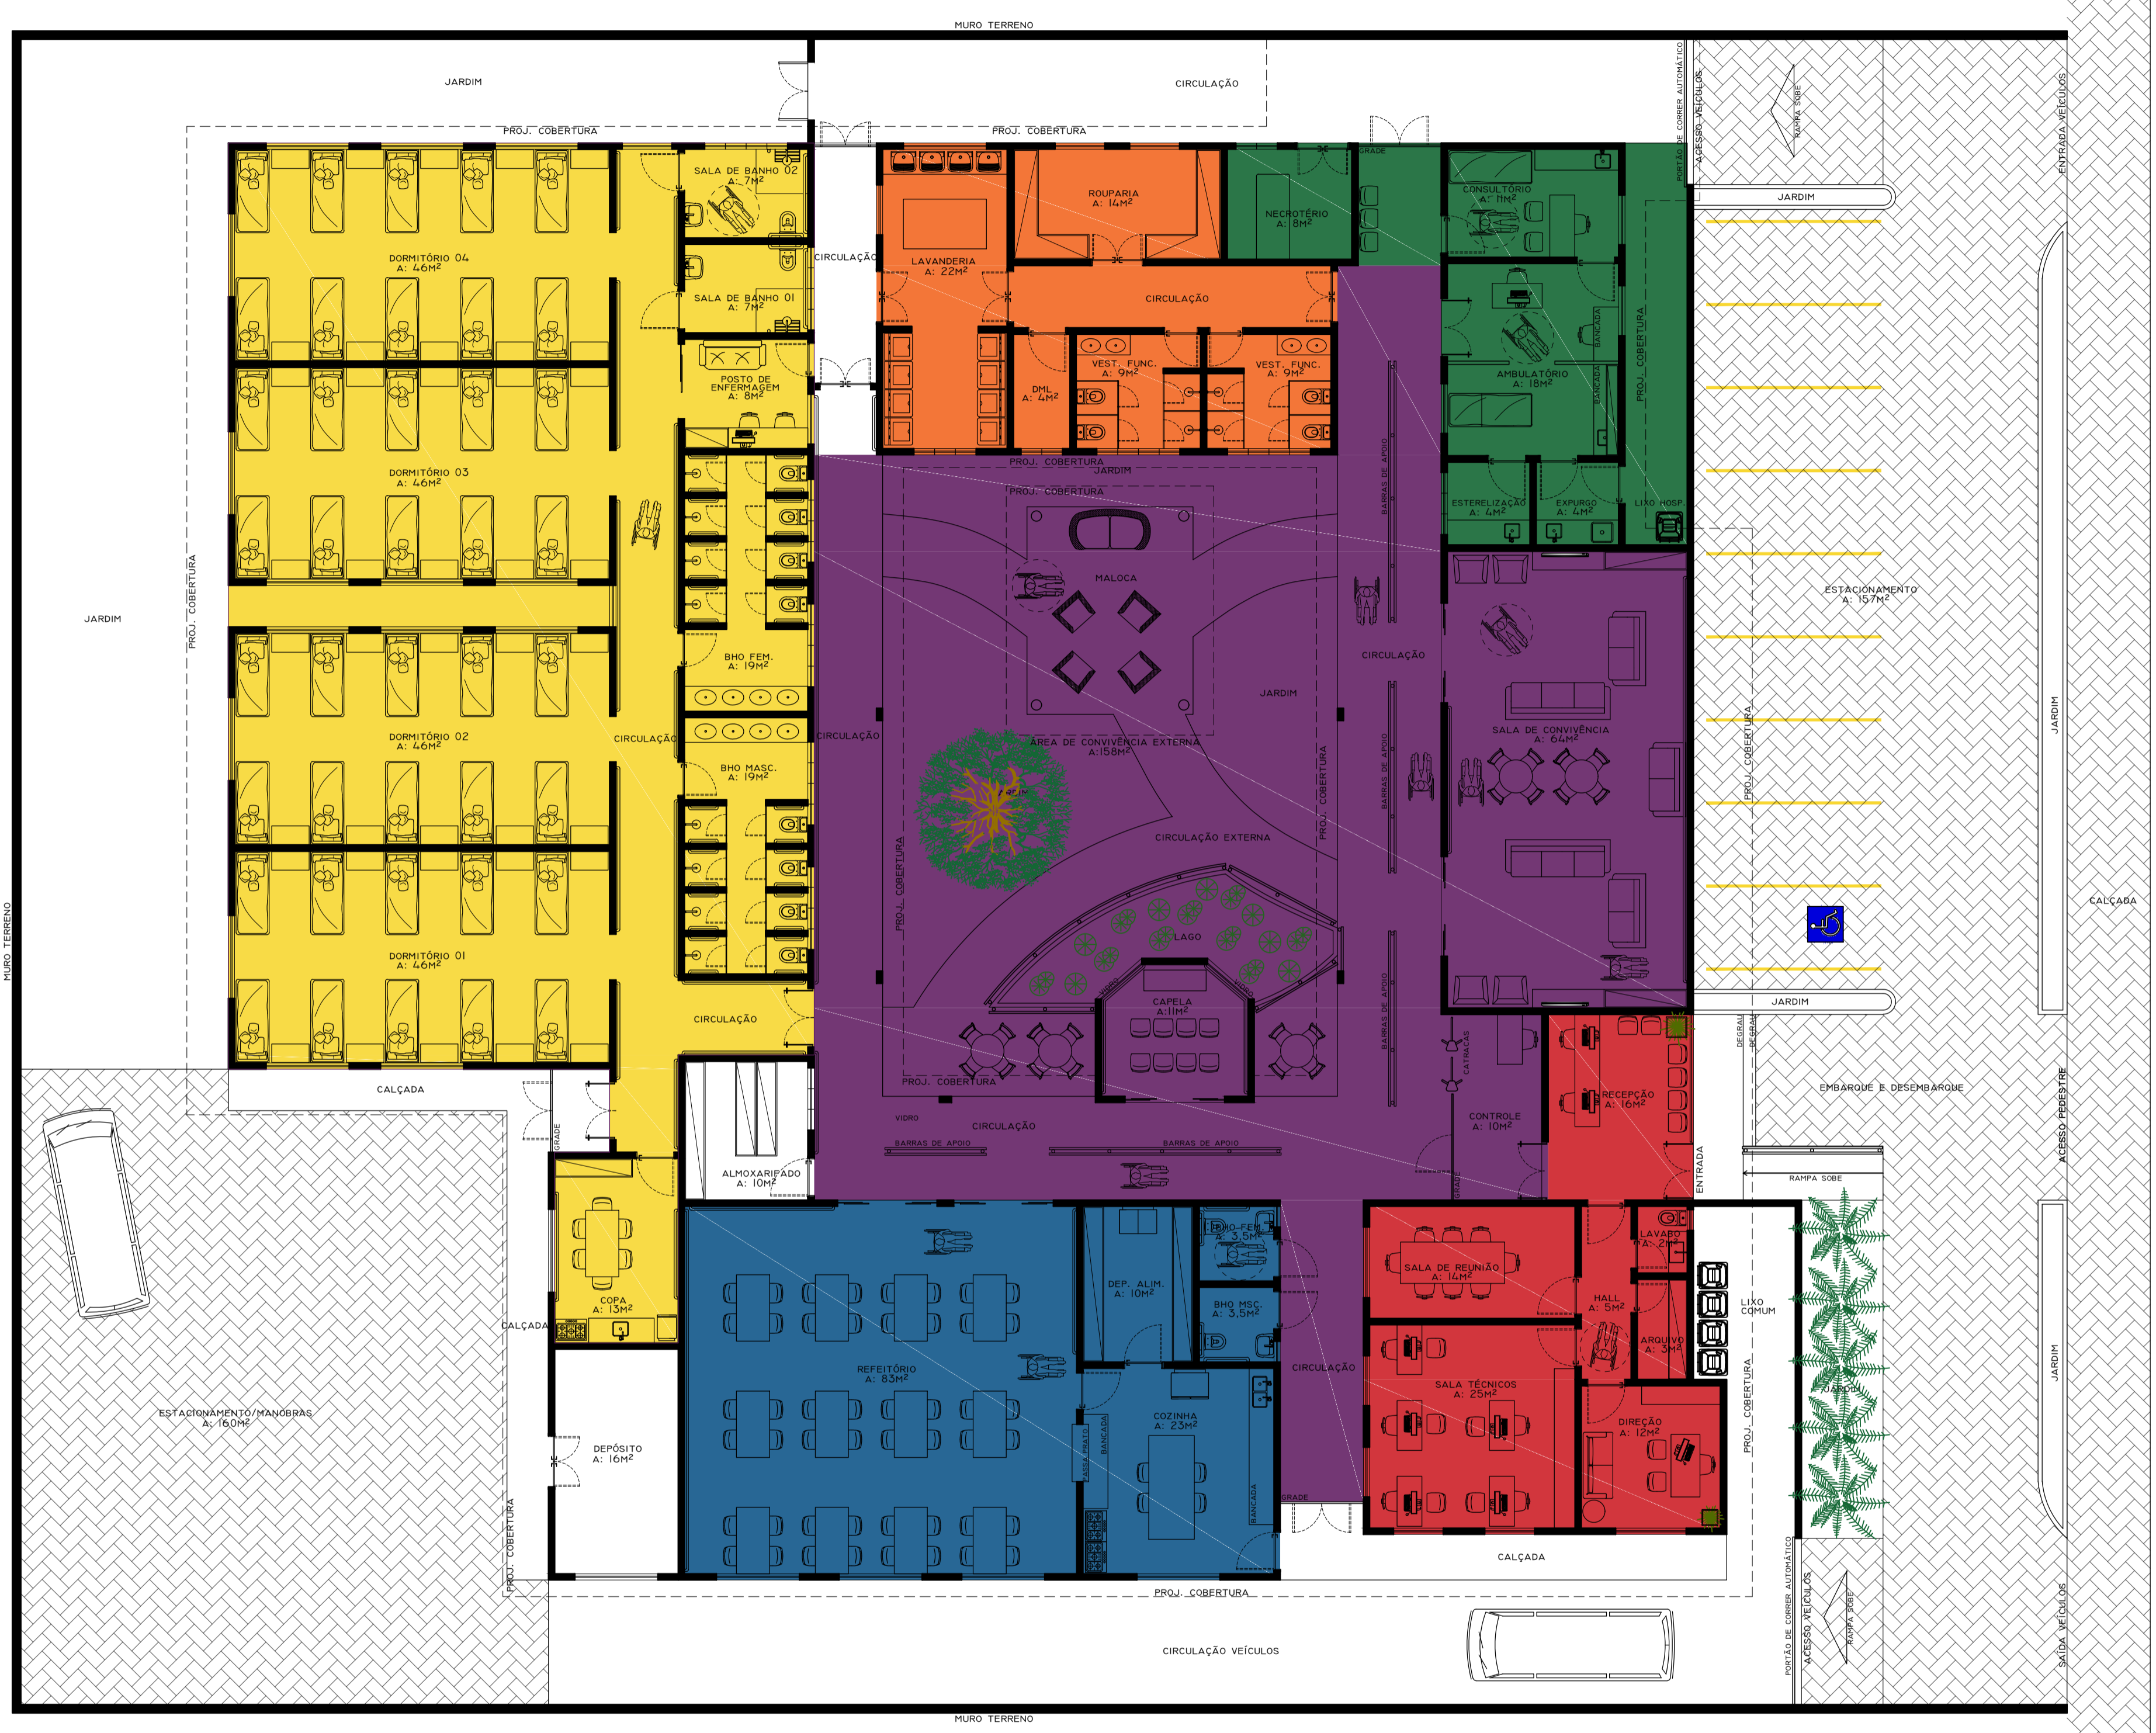 MURO TERRENO
JARDIM
CIRCULAÇÃO
PROJ. COBERTURA
PROJ. COBERTURA
PORTÃO DE CORRER AUTOMÁTICO
ACESSO VEÍCULOS
RAMPA SOBE
ENTRADA VEÍCULOS
GRADE
SALA DE BANHO 02
A: 7M²
ROUPARIA
A: 14M²
NECROTÉRIO
A: 8M²
CONSULTÓRIO
A: 11M²
JARDIM
DORMITÓRIO 04
A: 46M²
CIRCULAÇÃO
LAVANDERIA
A: 22M²
SALA DE BANHO 01
A: 7M²
CIRCULAÇÃO
BANCADA
PROJ. COBERTURA
POSTO DE
ENFERMAGEM
A: 8M²
DML
A: 4M²
VEST. FUNC.
A: 9M²
VEST. FUNC.
A: 9M²
AMBULATÓRIO
A: 18M²
BANCADA
DORMITÓRIO 03
A: 46M²
PROJ. COBERTURA
JARDIM
PROJ. COBERTURA
BARRAS DE APOIO
ESTERELIZAÇÃO
A: 4M²
EXPURGO
A: 4M²
LIXO HOSP.
JARDIM
PROJ. COBERTURA
MALOCA
ESTACIONAMENTO
A: 157M²
BHO FEM.
A: 19M²
CIRCULAÇÃO
JARDIM
JARDIM
DORMITÓRIO 02
A: 46M²
CIRCULAÇÃO
CIRCULAÇÃO
ÁREA DE CONVIVÊNCIA EXTERNA
A:158M²
SALA DE CONVIVÊNCIA
A: 64M²
PROJ. COBERTURA
BHO MASC.
A: 19M²
JARDIM
PROJ. COBERTURA
BARRAS DE APOIO
CIRCULAÇÃO EXTERNA
PROJ. COBERTURA
CALÇADA
MURO TERRENO
LAGO
DORMITÓRIO 01
A: 46M²
VIDRO
VIDRO
CAPELA
A:11M²
BARRAS DE APOIO
JARDIM
CIRCULAÇÃO
CATRACAS
DEGRAU
DEGRAU
CALÇADA
PROJ. COBERTURA
RECEPÇÃO
A: 16M²
EMBARQUE E DESEMBARQUE
ACESSO PEDESTRE
VIDRO
CIRCULAÇÃO
CONTROLE
A: 10M²
GRADE
BARRAS DE APOIO
BARRAS DE APOIO
ENTRADA
GRADE
RAMPA SOBE
ALMOXARIFADO
A: 10M²
BHO FEM.
A: 3,5M²
LAVABO
A: 2M²
SALA DE REUNIÃO
A: 14M²
DEP. ALIM.
A: 10M²
COPA
A: 13M²
BHO MSC.
A: 3,5M²
HALL
A: 5M²
LIXO
COMUM
CALÇADA
ARQUIVO
A: 3M²
REFEITÓRIO
A: 83M²
CIRCULAÇÃO
SALA TÉCNICOS
A: 25M²
JARDIM
JARDIM
ESTACIONAMENTO/MANOBRAS
A: 160M²
COZINHA
A: 23M²
BANCADA
PASSA PRATO
DIREÇÃO
A: 12M²
PROJ. COBERTURA
DEPÓSITO
A: 16M²
BANCADA
GRADE
PROJ. COBERTURA
CALÇADA
PROJ. COBERTURA
PORTÃO DE CORRER AUTOMÁTICO
ACESSO VEÍCULOS
RAMPA SOBE
SAÍDA VEÍCULOS
CIRCULAÇÃO VEÍCULOS
MURO TERRENO